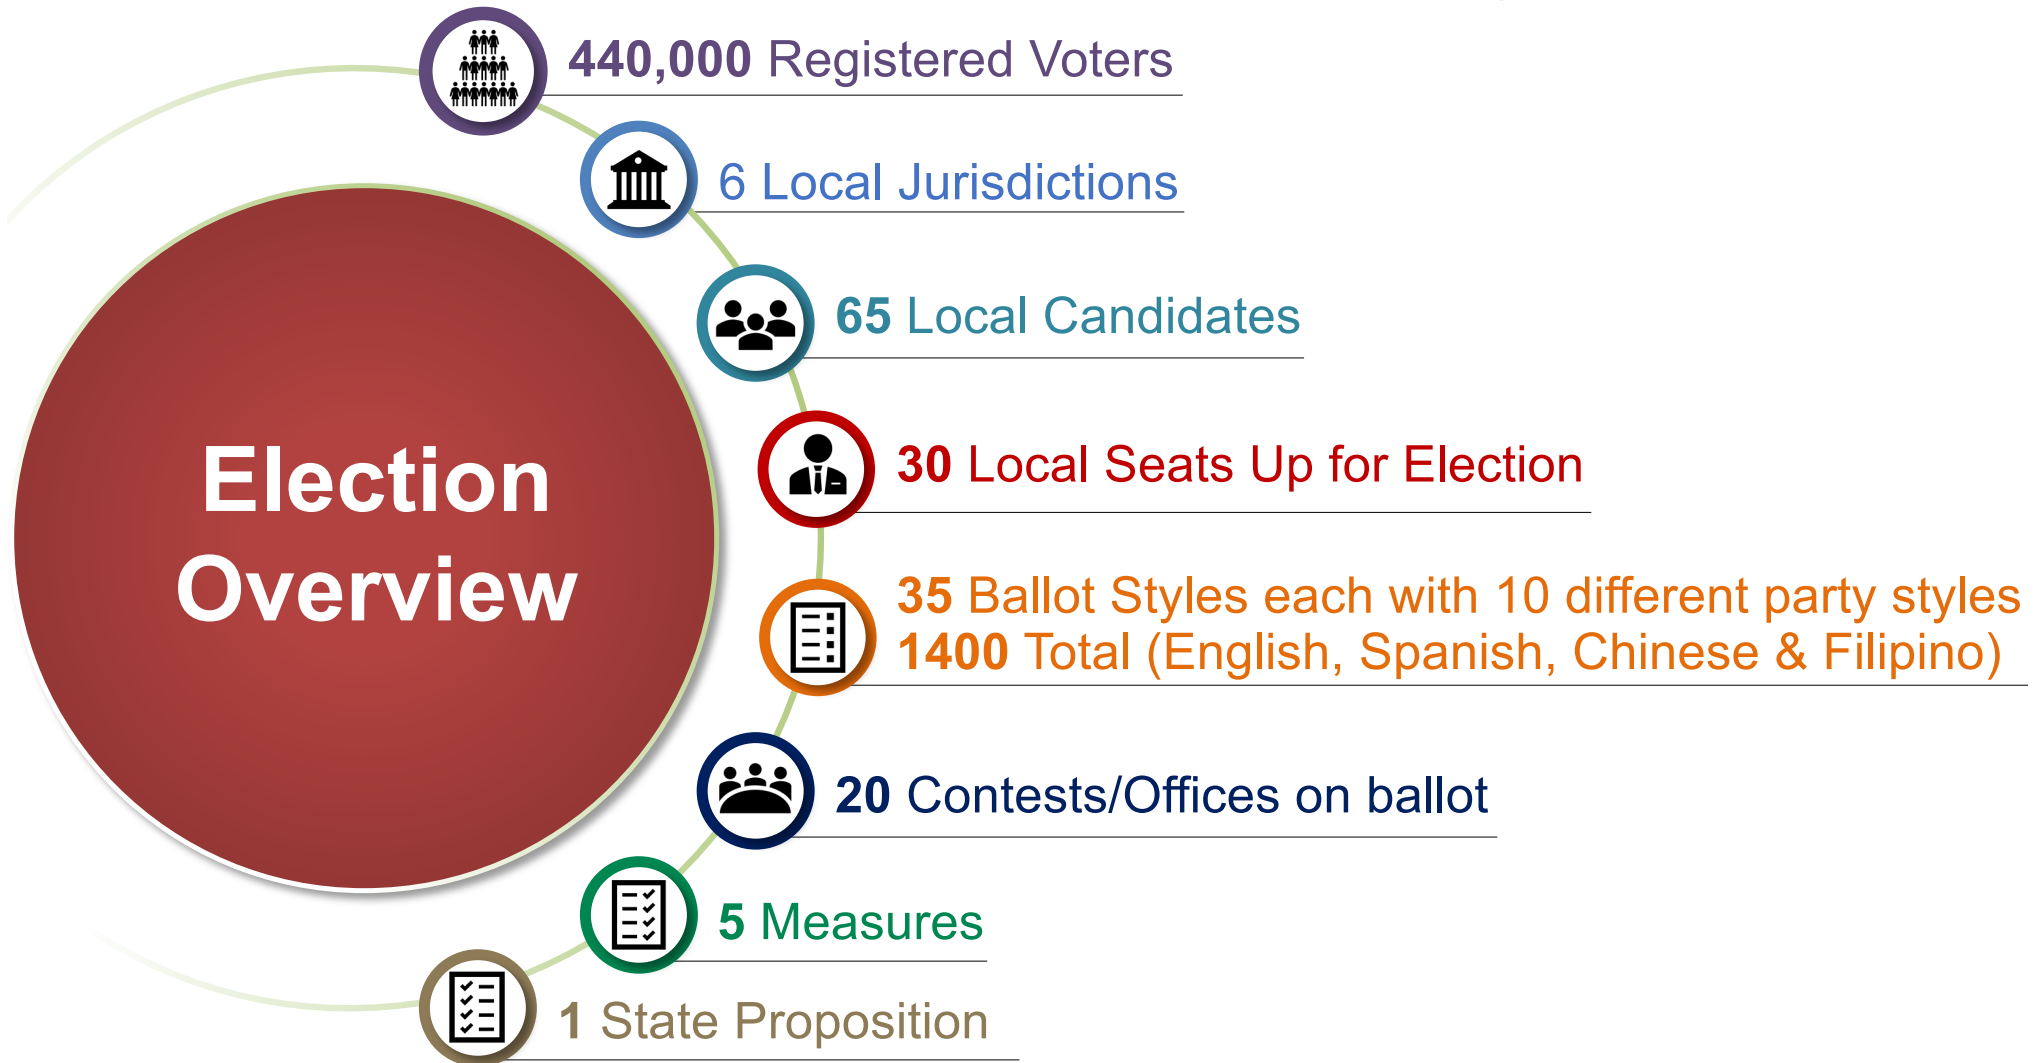 440,000 Registered Voters
6 Local Jurisdictions
65 Local Candidates
30 Local Seats Up for Election
Election
Overview
35 Ballot Styles each with 10 different party styles
1400 Total (English, Spanish, Chinese & Filipino)
20 Contests/Offices on ballot
5 Measures
1 State Proposition